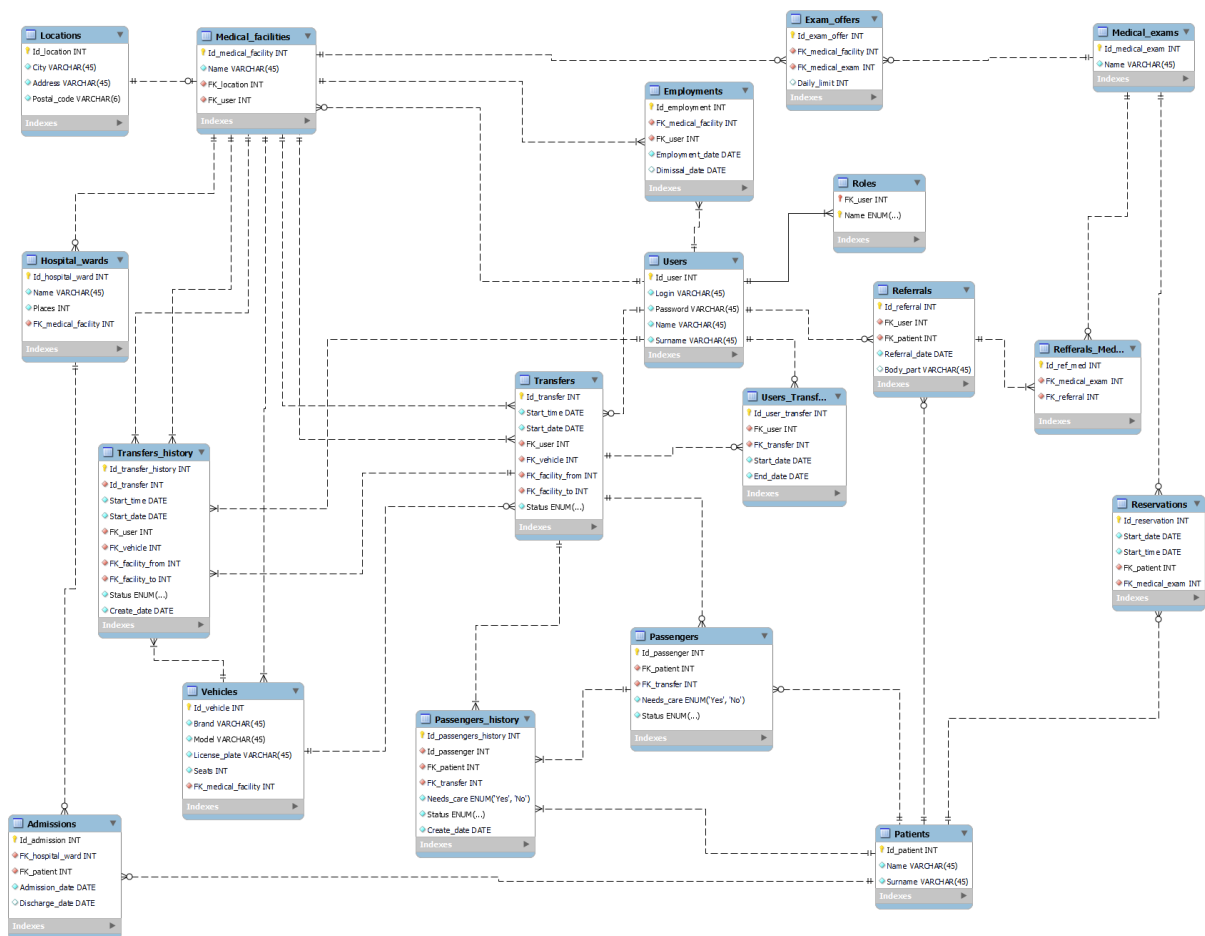 Locations
Id_location INT
City VARCHAR(45)
Address VARCHAR(45)
Postal_code VARCHAR(6)
Indexes
Medical_facilities
Id_medical_facility INT
Name VARCHAR(45)
FK_location INT
FK_user INT
Indexes
Exam_offers
Id_exam_offer INT
FK_medical_facility INT
FK_medical_exam INT
Daily_limit INT
Indexes
Medical_exams
Id_medical_exam INT
Name VARCHAR(45)
Indexes
Employments
Id_employment INT
FK_medical_facility INT
FK_user INT
Employment_date DATE
Dimissal_date DATE
Indexes
Roles
FK_user INT
Name ENUM(...)
Indexes
Hospital_wards
Id_hospital_ward INT
Name VARCHAR(45)
Places INT
FK_medical_facility INT
Indexes
Users
Id_user INT
Login VARCHAR(45)
Password VARCHAR(45)
Name VARCHAR(45)
Surname VARCHAR(45)
Indexes
Referrals
Id_referral INT
FK_user INT
FK_patient INT
Referral_date DATE
Body_part VARCHAR(45)
Indexes
Refferals_Med...
Id_ref_med INT
FK_medical_exam INT
FK_referral INT
Indexes
Transfers
Id_transfer INT
Start_time DATE
Start_date DATE
FK_user INT
FK_vehicle INT
FK_facility_from INT
FK_facility_to INT
Status ENUM(...)
Indexes
Users_Transf...
Id_user_transfer INT
FK_user INT
FK_transfer INT
Start_date DATE
End_date DATE
Indexes
Transfers_history
Id_transfer_history INT
Id_transfer INT
Start_time DATE
Start_date DATE
FK_user INT
FK_vehicle INT
FK_facility_from INT
FK_facility_to INT
Status ENUM(...)
Create_date DATE
Indexes
Reservations
Id_reservation INT
Start_date DATE
Start_time DATE
FK_patient INT
FK_medical_exam INT
Indexes
Passengers
Id_passenger INT
FK_patient INT
FK_transfer INT
Needs_care ENUM('Yes', 'No')
Status ENUM(...)
Indexes
Vehicles
Id_vehicle INT
Brand VARCHAR(45)
Model VARCHAR(45)
License_plate VARCHAR(45)
Seats INT
FK_medical_facility INT
Indexes
Passengers_history
Id_passengers_history INT
Id_passenger INT
FK_patient INT
FK_transfer INT
Needs_care ENUM('Yes', 'No')
Status ENUM(...)
Create_date DATE
Indexes
Admissions
Id_admission INT
FK_hospital_ward INT
FK_patient INT
Admission_date DATE
Discharge_date DATE
Indexes
Patients
Id_patient INT
Name VARCHAR(45)
Surname VARCHAR(45)
Indexes